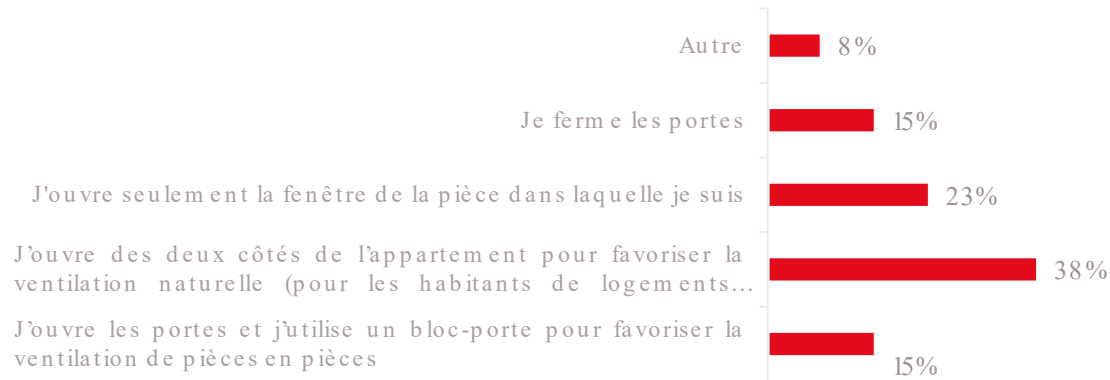 Autre
8%
Je ferme les portes
15%
J'ouvre seulement la fenêtre de la pièce dans laquelle je suis
23%
J’ouvre des deux côtés de l’appartement pour favoriser la
ventilation naturelle (pour les habitants de logements...
38%
J’ouvre les portes et j’utilise un bloc-porte pour favoriser la
ventilation de pièces en pièces
15%